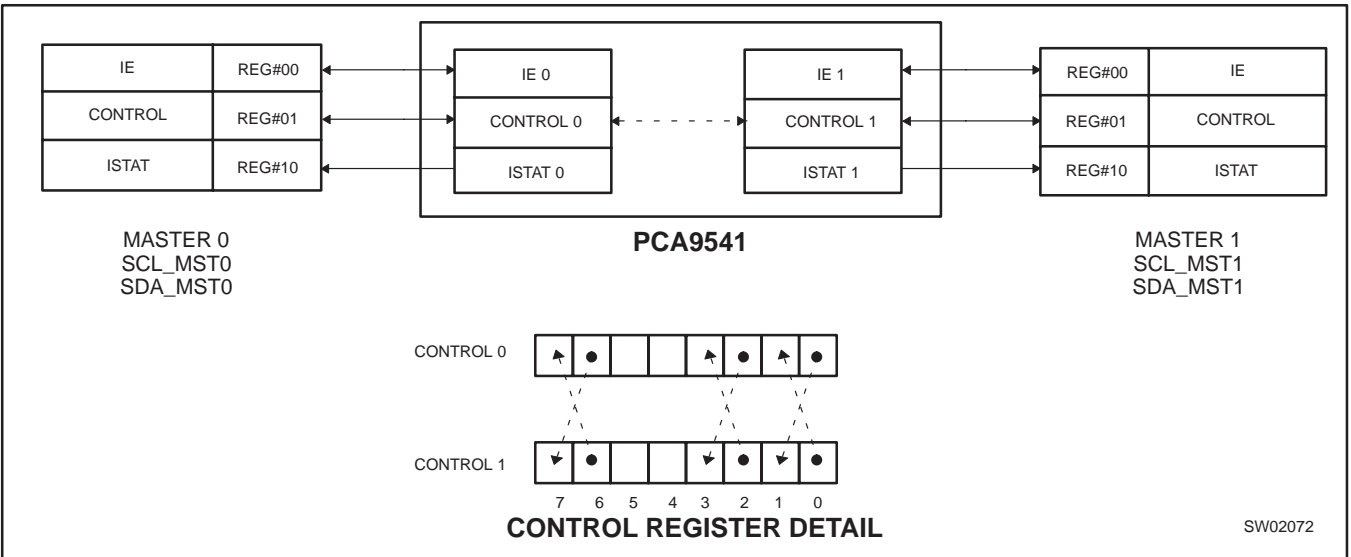 IE REG#00 IE 0 IE 1 REG#00 IE
CONTROL REG#01 CONTROL 0 CONTROL 1 REG#01 CONTROL
ISTAT REG#10 ISTAT 0 ISTAT 1 REG#10 ISTAT
MASTER 0
SCL_MST0
SDA_MST0
PCA9541
MASTER 1
SCL_MST1
SDA_MST1
CONTROL 0
CONTROL 1
7 6 5 4 3 2 1 0
CONTROL REGISTER DETAIL
SW02072